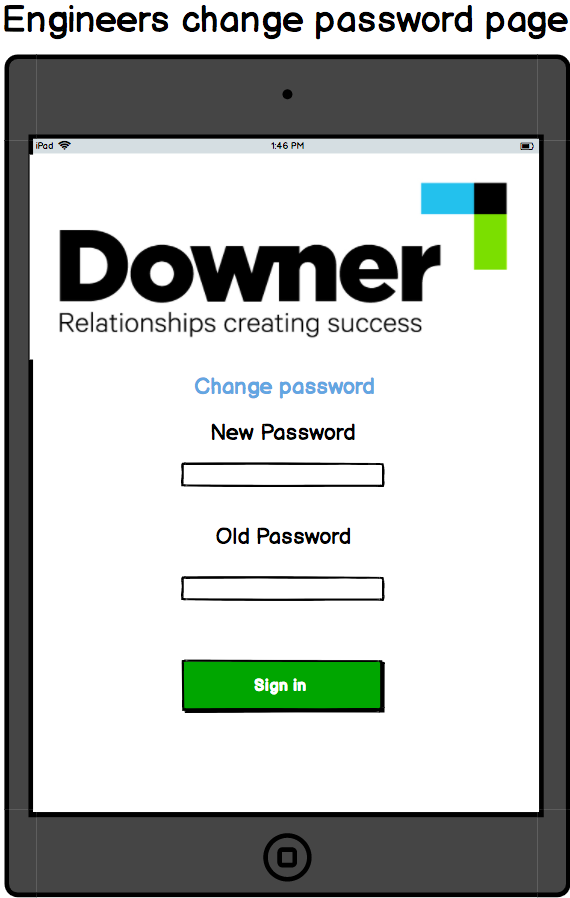 Engineers change password page
iPad 1:46 PM
Downer
Relationships creating success
Change password
New Password
Old Password
Sign in